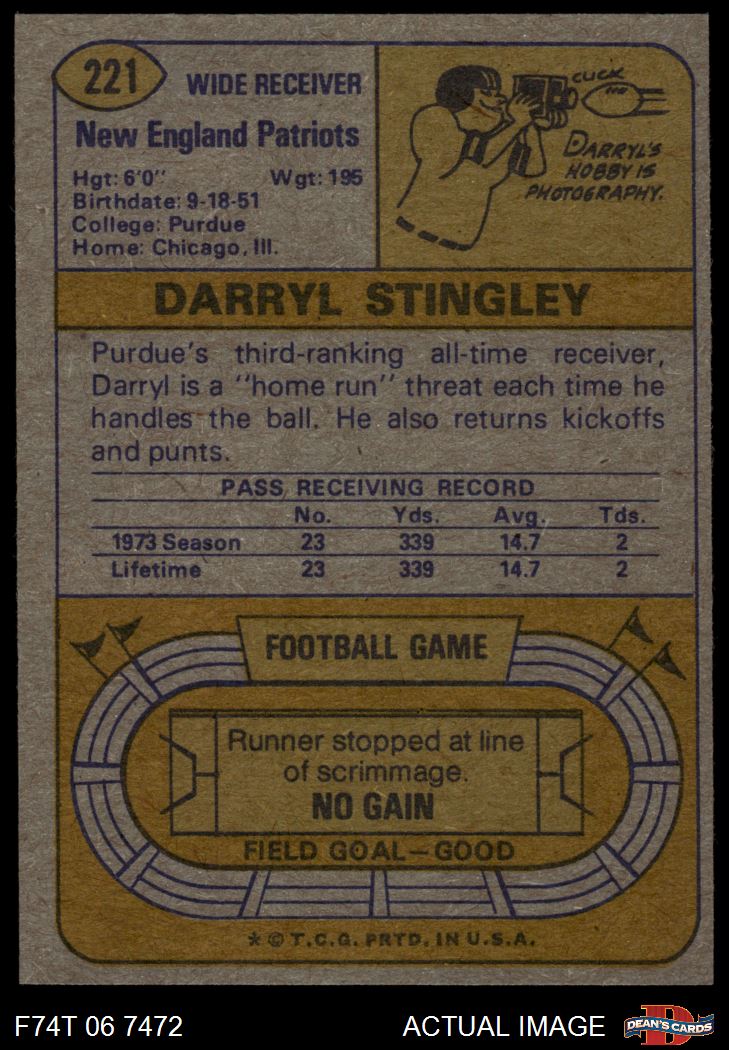 221
WIDE RECEIVER
New England Patriots
Hgt: 6'0" Wgt: 195
Birthdate: 9-18-51
College: Purdue
Home: Chicago, Ill.
CLICK
DARRYL'S
HOBBY IS
PHOTOGRAPHY.
DARRYL STINGLEY
Purdue's third-ranking all-time receiver,
Darryl is a "home run" threat each time he
handles the ball. He also returns kickoffs
and punts.
PASS RECEIVING RECORD
No. Yds. Avg. Tds.
1973 Season 23 339 14.7 2
Lifetime 23 339 14.7 2
FOOTBALL GAME
Runner stopped at line
of scrimmage.
NO GAIN
FIELD GOAL—GOOD
* © T.C.G. PRTD. IN U.S.A.
F74T 06 7472
ACTUAL IMAGE
D
DEAN'S CARDS